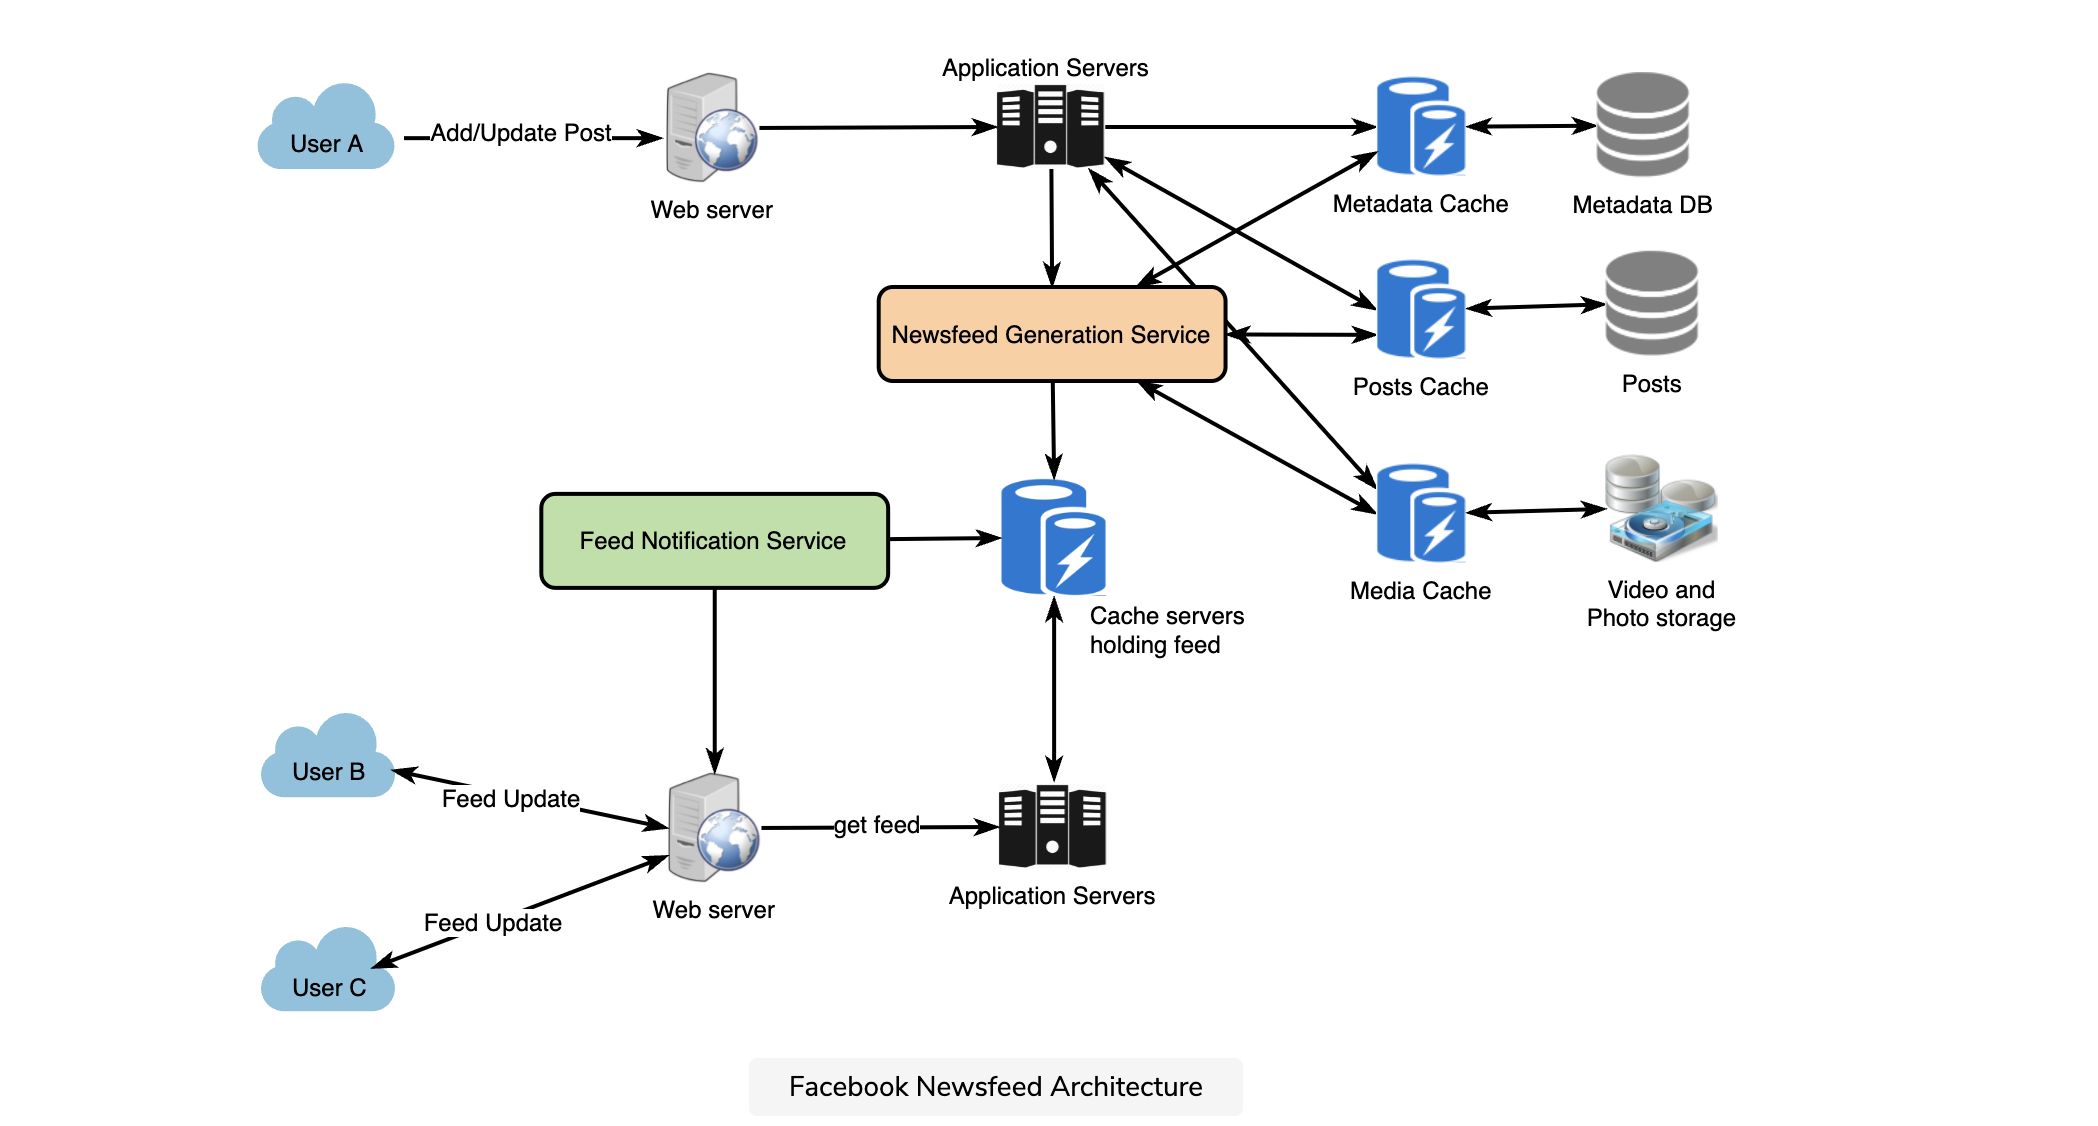 Application Servers
User A
Add/Update Post
Web server
Metadata Cache
Metadata DB
Newsfeed Generation Service
Posts Cache
Posts
Feed Notification Service
Cache servers
holding feed
Media Cache
Video and
Photo storage
User B
Feed Update
get feed
Web server
Application Servers
Feed Update
User C
Facebook Newsfeed Architecture